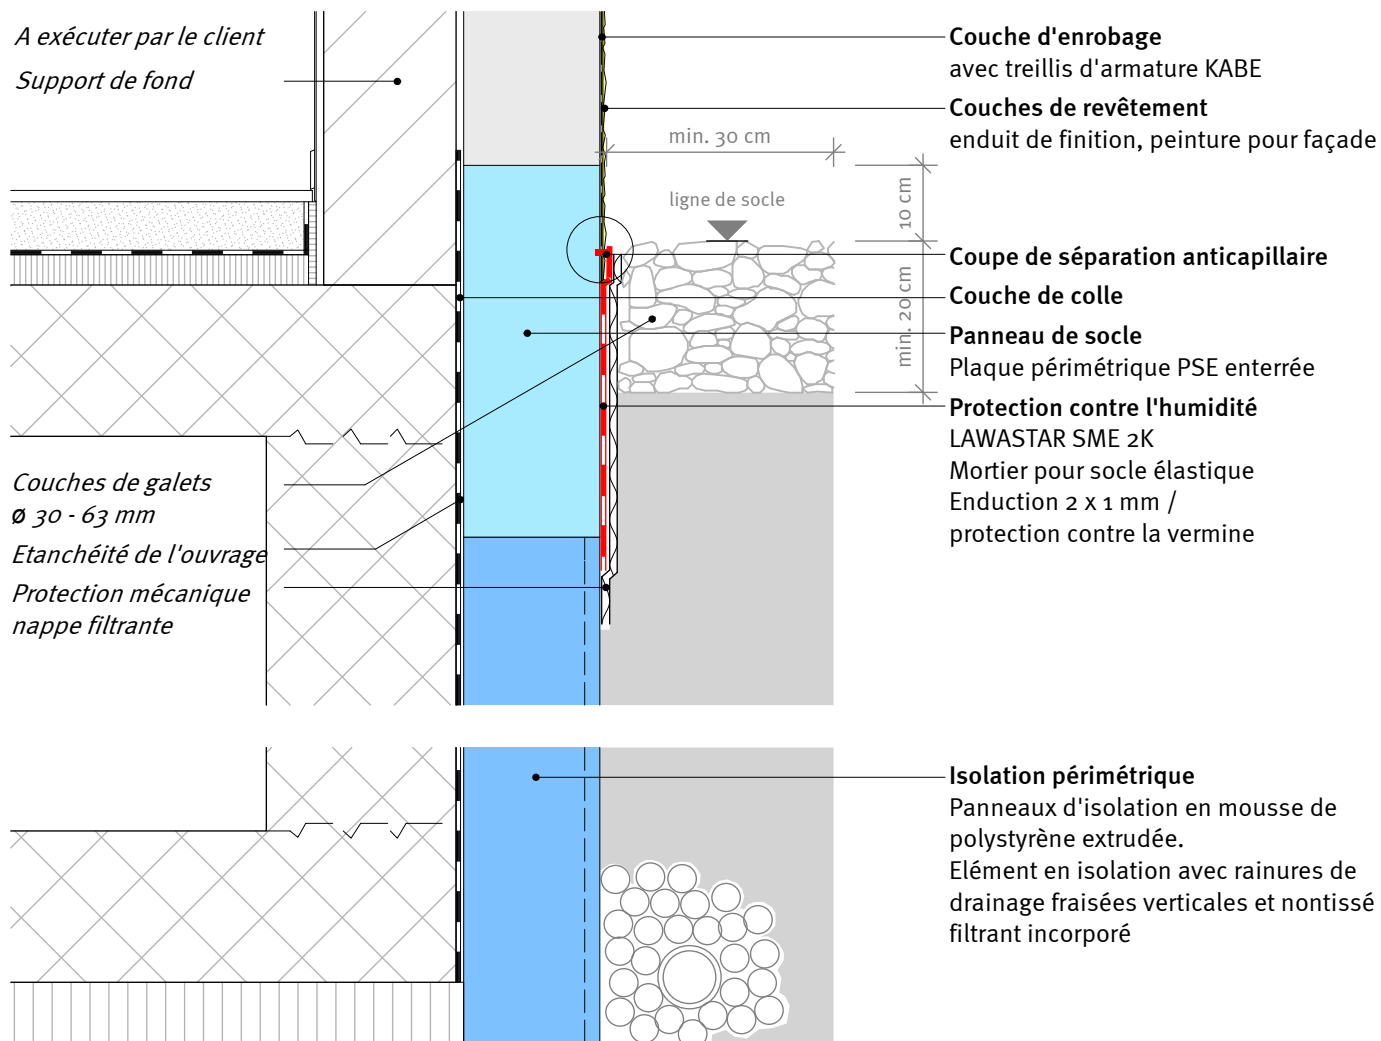 A exécuter par le client
Support de fond
Couche d'enrobage
avec treillis d'armature KABE
Couches de revêtement
enduit de finition, peinture pour façade
min. 30 cm
ligne de socle
10 cm
min. 20 cm
Coupe de séparation anticapillaire
Couche de colle
Panneau de socle
Plaque périmétrique PSE enterrée
Protection contre l'humidité
LAWASTAR SME 2K
Mortier pour socle élastique
Enduction 2 x 1 mm /
protection contre la vermine
Couches de galets
ø 30 - 63 mm
Etanchéité de l'ouvrage
Protection mécanique
nappe filtrante
Isolation périmétrique
Panneaux d'isolation en mousse de
polystyrène extrudée.
Elément en isolation avec rainures de
drainage fraisées verticales et nontissé
filtrant incorporé